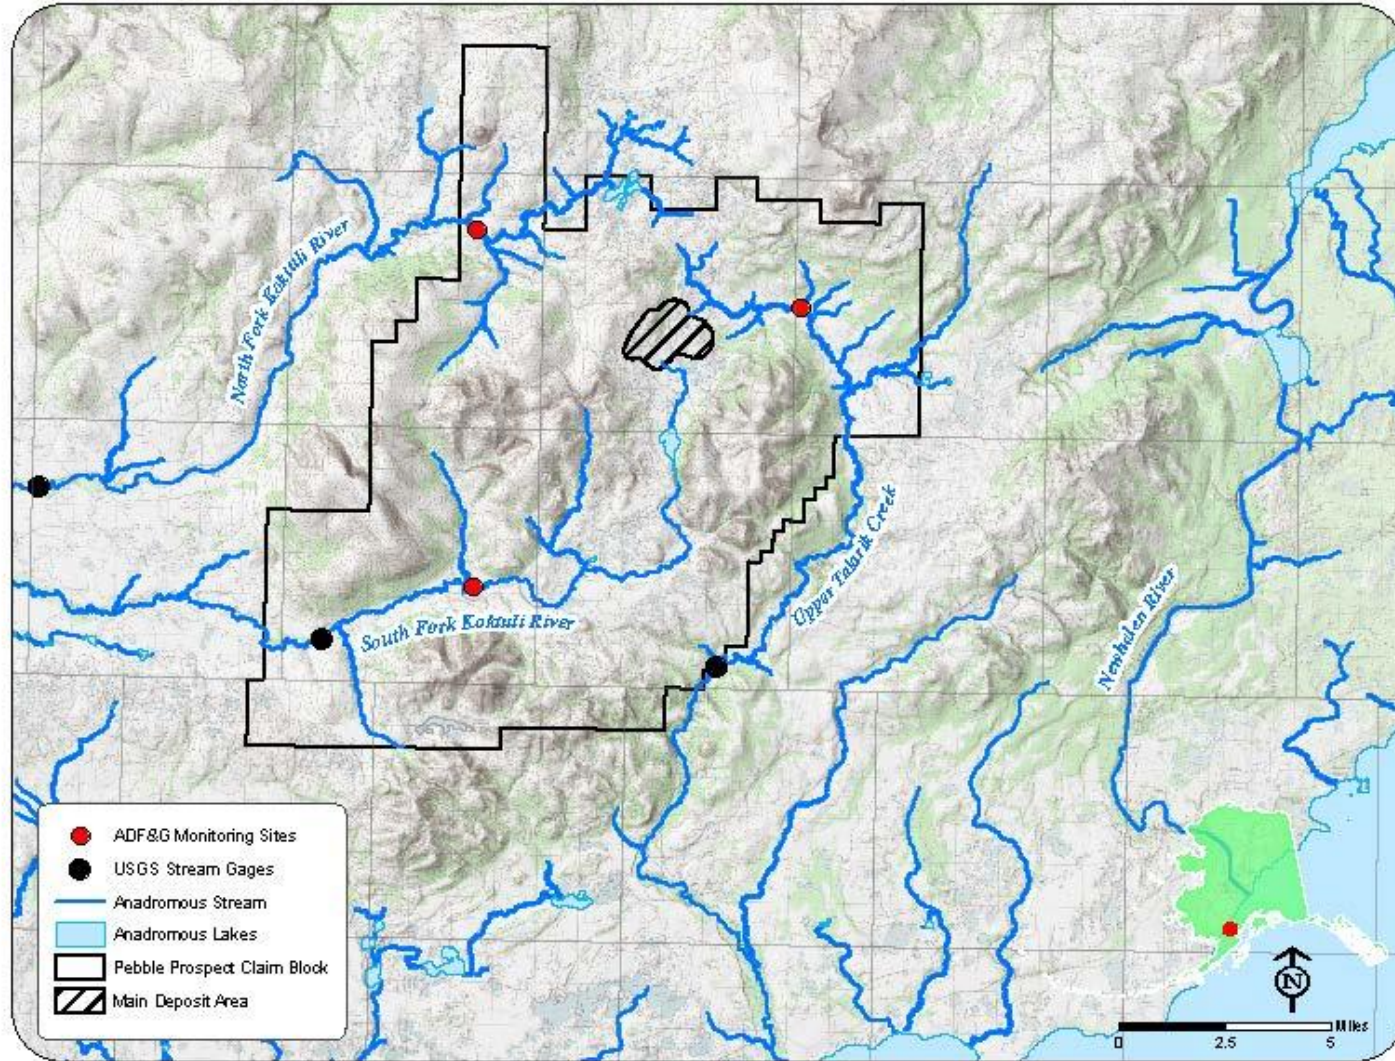 North Fork Koktuli River
Upper Talarik Creek
South Fork Koktuli River
Newhalen River
ADF&G Monitoring Sites
USGS Stream Gages
Anadromous Stream
Anadromous Lakes
Pebble Prospect Claim Block
Main Deposit Area
N
Miles
0 2.5 5